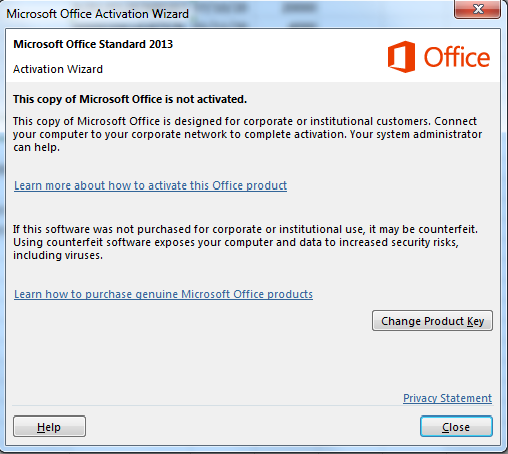 Microsoft Office Activation Wizard
Microsoft Office Standard 2013
Activation Wizard
Office
This copy of Microsoft Office is not activated.
This copy of Microsoft Office is designed for corporate or institutional customers. Connect
your computer to your corporate network to complete activation. Your system administrator
can help.
Learn more about how to activate this Office product
If this software was not purchased for corporate or institutional use, it may be counterfeit.
Using counterfeit software exposes your computer and data to increased security risks,
including viruses.
Learn how to purchase genuine Microsoft Office products
Change Product Key
Privacy Statement
Help
Close